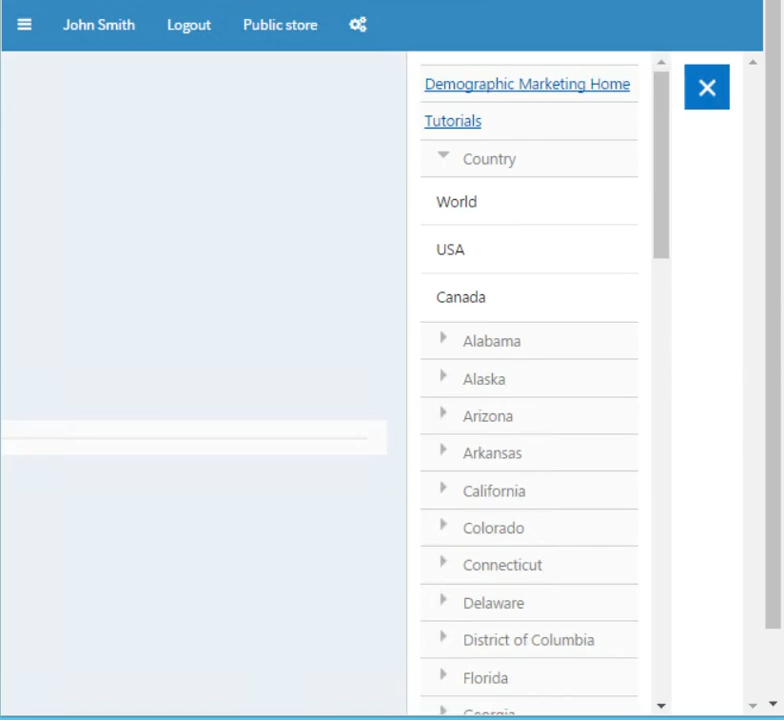 John Smith Logout Public store
Demographic Marketing Home
Tutorials
Country
World
USA
Canada
Alabama
Alaska
Arizona
Arkansas
California
Colorado
Connecticut
Delaware
District of Columbia
Florida
Georgia